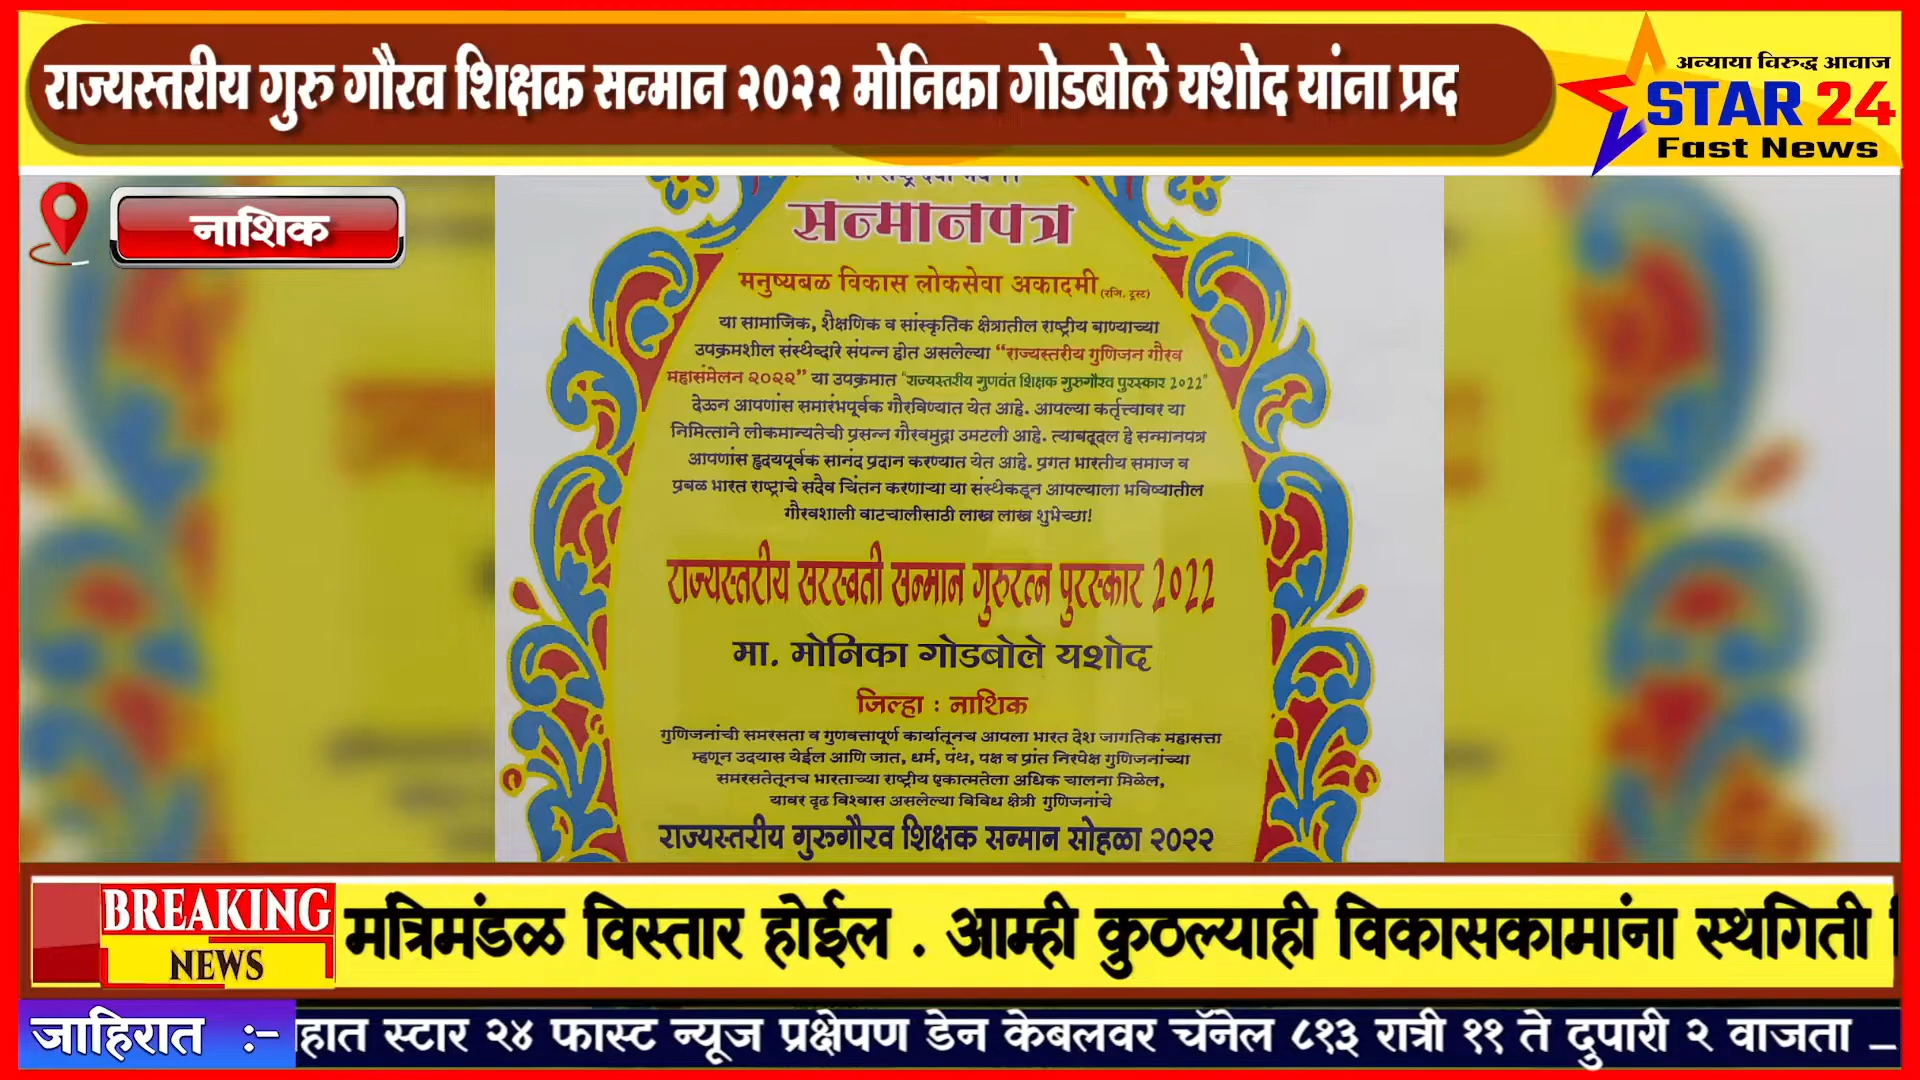 राज्यस्तरीय गुरु गौरव शिक्षक सन्मान २०२२ मोनिका गोडबोले यशोद यांना प्रद
अन्याया विरुद्ध आवाज
STAR 24
Fast News
नाशिक
सन्मानपत्र
मनुष्यबळ विकास लोकसेवा अकादमी (रजि. ट्रस्ट)
या सामाजिक, शैक्षणिक व सांस्कृतिक क्षेत्रातील राष्ट्रीय बाण्याच्या
उपक्रमशील संस्थेव्दारे संपन्न होत असलेल्या “राज्यस्तरीय गुणिजन गौरव
महासंमेलन २०२२” या उपक्रमात "राज्यस्तरीय गुणवंत शिक्षक गुरुगौरव पुरस्कार 2022"
देऊन आपणांस समारंभपूर्वक गौरविण्यात येत आहे. आपल्या कर्तृत्त्वावर या
निमित्ताने लोकमान्यतेची प्रसन्न गौरवमुद्रा उमटली आहे. त्याबद्दल हे सन्मानपत्र
आपणांस हृदयपूर्वक सानंद प्रदान करण्यात येत आहे. प्रगत भारतीय समाज व
प्रबळ भारत राष्ट्राचे सदैव चिंतन करणाऱ्या या संस्थेकडून आपल्याला भविष्यातील
गौरवशाली वाटचालीसाठी लाख लाख शुभेच्छा!
राज्यस्तरीय सरस्वती सन्मान गुरुरत्न पुरस्कार 2022
मा. मोनिका गोडबोले यशोद
जिल्हा : नाशिक
गुणिजनांची समरसता व गुणवत्तापूर्ण कार्यातूनच आपला भारत देश जागतिक महासत्ता
म्हणून उदयास येईल आणि जात, धर्म, पंथ, पक्ष व प्रांत निरपेक्ष गुणिजनांच्या
समरसतेतूनच भारताच्या राष्ट्रीय एकात्मतेला अधिक चालना मिळेल,
यावर दृढ विश्वास असलेल्या विविध क्षेत्री गुणिजनांचे
राज्यस्तरीय गुरुगौरव शिक्षक सन्मान सोहळा २०२२
BREAKING
NEWS
मत्रिमंडळ विस्तार होईल . आम्ही कुठल्याही विकासकामांना स्थगिती
जाहिरात :-
हात स्टार २४ फास्ट न्यूज प्रक्षेपण डेन केबलवर चॅनेल ८१३ रात्री ११ ते दुपारी २ वाजता